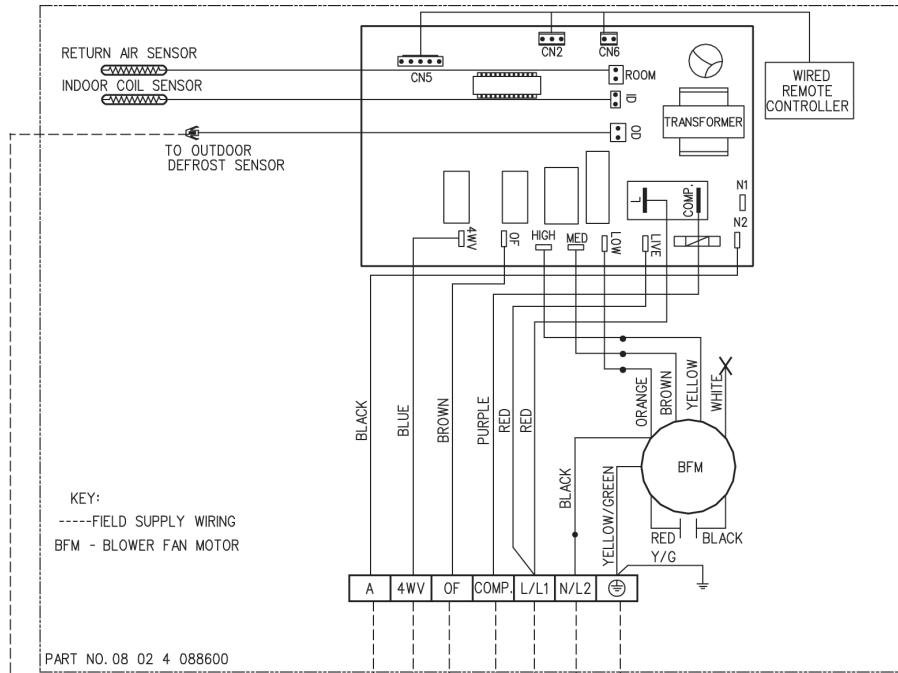 RETURN AIR SENSOR
INDOOR COIL SENSOR
TO OUTDOOR
DEFROST SENSOR
CN5
CN2
CN6
ROOM
ID
OD
TRANSFORMER
WIRED
REMOTE
CONTROLLER
L
COMP.
N1
N2
4WV
OF
HIGH
MED
LOW
LIVE
BLACK
BLUE
BROWN
PURPLE
RED
RED
BLACK
YELLOW/GREEN
ORANGE
BROWN
YELLOW
WHITE
BFM
RED
BLACK
Y/G
KEY:
-----FIELD SUPPLY WIRING
BFM - BLOWER FAN MOTOR
A
4WV
OF
COMP.
L/L1
N/L2
PART NO. 08 02 4 088600